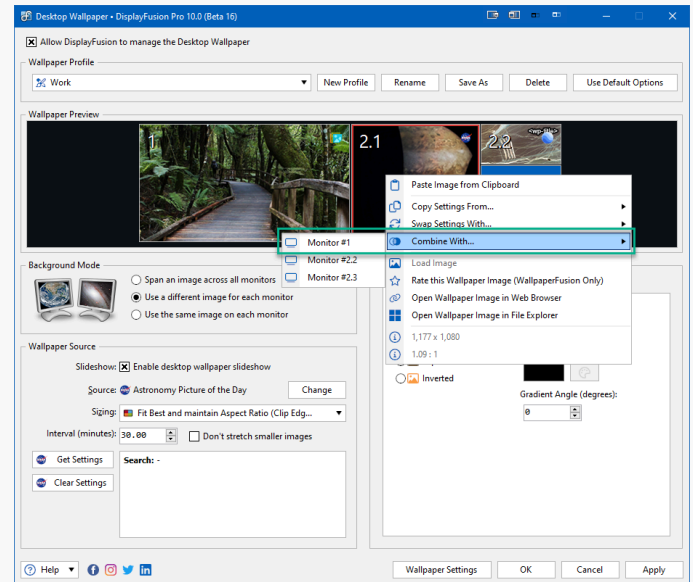 Desktop Wallpaper • DisplayFusion Pro 10.0 (Beta 16)
Allow DisplayFusion to manage the Desktop Wallpaper
Wallpaper Profile
Work
New Profile
Rename
Save As
Delete
Use Default Options
Wallpaper Preview
1
2.1
2.2
<wp-title>
Paste Image from Clipboard
Copy Settings From...
Swap Settings With...
Combine With...
Monitor #1
Monitor #2.2
Monitor #2.3
Load Image
Rate this Wallpaper Image (WallpaperFusion Only)
Open Wallpaper Image in Web Browser
Open Wallpaper Image in File Explorer
1,177 x 1,080
1.09 : 1
Background Mode
Span an image across all monitors
Use a different image for each monitor
Use the same image on each monitor
Inverted
Gradient Angle (degrees):
0
Wallpaper Source
Slideshow: Enable desktop wallpaper slideshow
Source: Astronomy Picture of the Day
Change
Sizing: Fit Best and maintain Aspect Ratio (Clip Edg...
Interval (minutes): 30.00 Don't stretch smaller images
Get Settings
Clear Settings
Search: -
Help
Wallpaper Settings
OK
Cancel
Apply